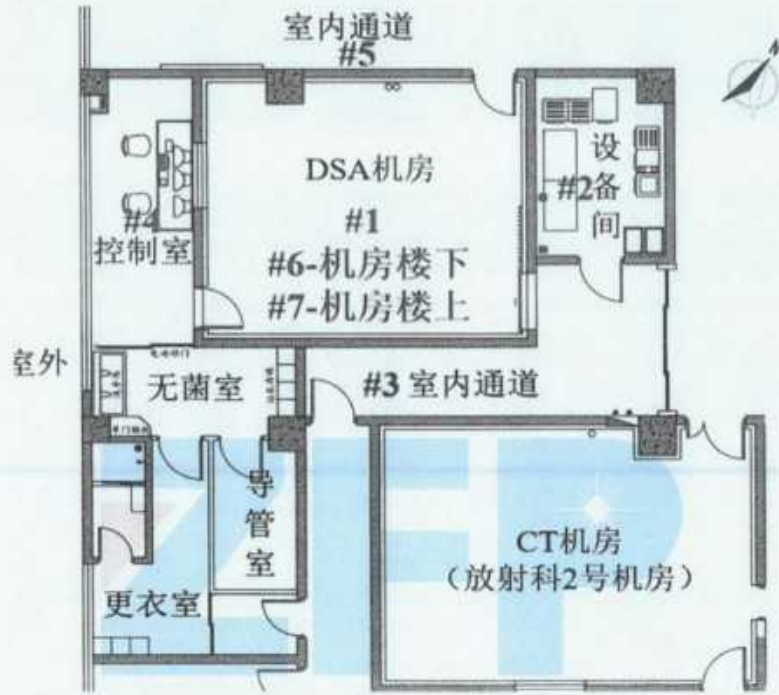 室内通道
#5
DSA机房
#1
#6-机房楼下
#7-机房楼上
设备间
#2
#4
控制室
室外
无菌室
#3 室内通道
导管室
更衣室
CT机房
(放射科2号机房)
ZFP
N